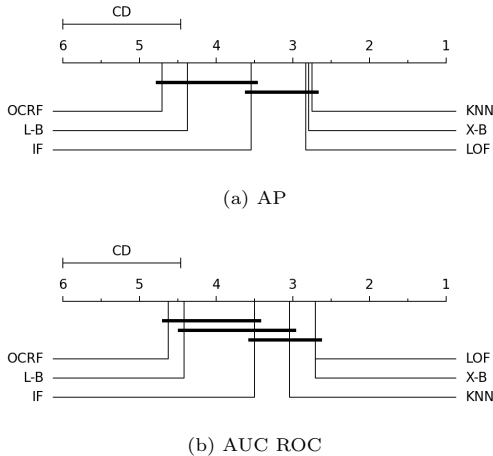 CD
6 5 4 3 2 1
OCRF KNN
L-B X-B
IF LOF
(a) AP
CD
6 5 4 3 2 1
OCRF LOF
L-B X-B
IF KNN
(b) AUC ROC